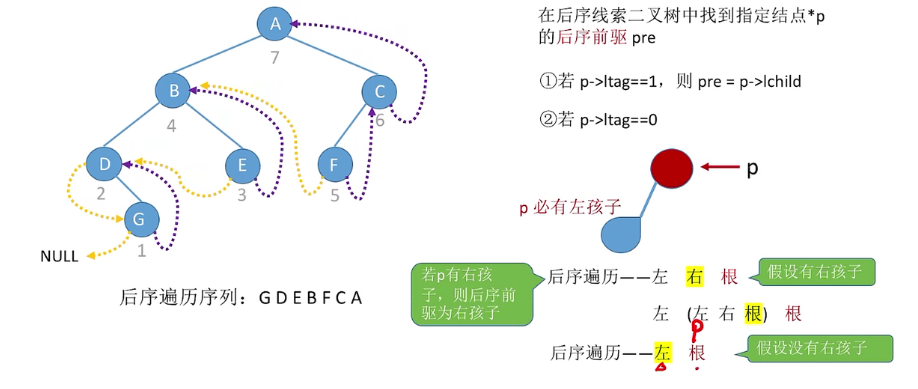 A
7
B
4
C
6
D
2
E
3
F
5
G
1
NULL
后序遍历序列：G D E B F C A
在后序线索二叉树中找到指定结点*p
的后序前驱 pre
①若 p->ltag==1，则 pre = p->lchild
②若 p->ltag==0
p
p 必有左孩子
若p有右孩
子，则后序前
驱为右孩子
后序遍历——左 右 根
假设有右孩子
左 (左 右 根) 根
p
后序遍历——左 根
假设没有右孩子